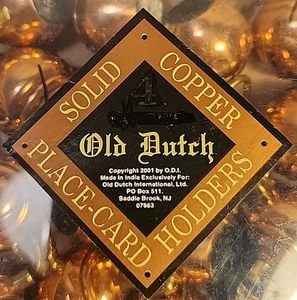 SOLID COPPER
4
Old Dutch
Copyright 2001 by O.D.I.
Made in India Exclusively For:
Old Dutch International, Ltd.
PO Box 511,
Saddle Brook, NJ
07663
PLACE-CARD HOLDERS